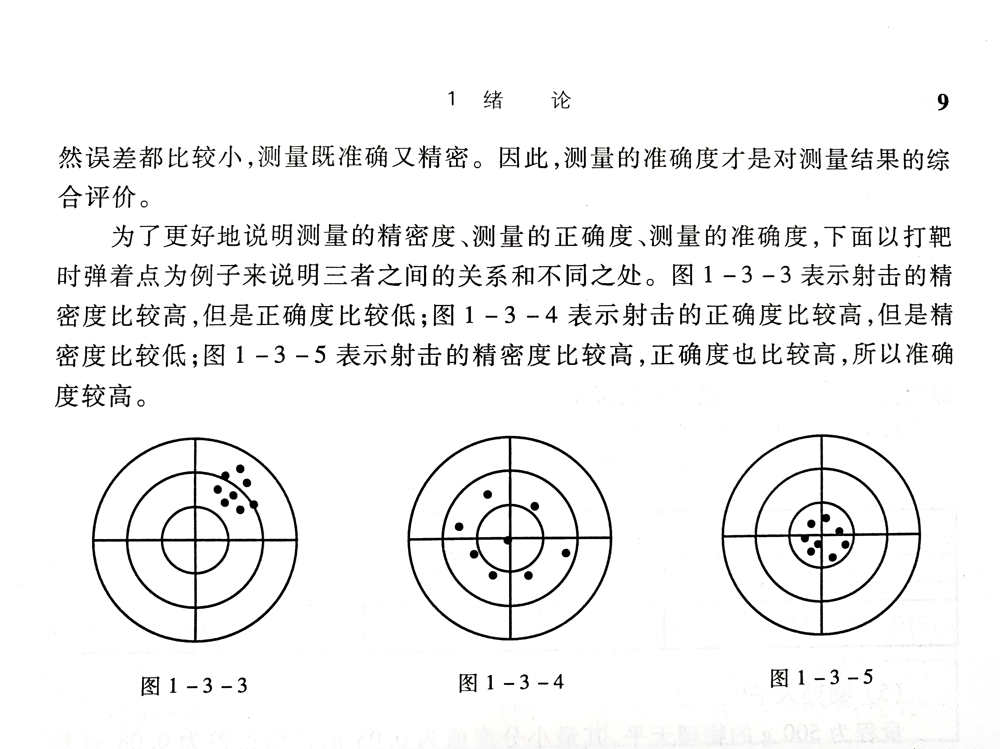 1 绪 论 9
然误差都比较小,测量既准确又精密。因此,测量的准确度才是对测量结果的综
合评价。
为了更好地说明测量的精密度、测量的正确度、测量的准确度,下面以打靶
时弹着点为例子来说明三者之间的关系和不同之处。图 1-3-3 表示射击的精
密度比较高,但是正确度比较低;图 1-3-4 表示射击的正确度比较高,但是精
密度比较低;图 1-3-5 表示射击的精密度比较高,正确度也比较高,所以准确
度较高。
图 1-3-3
图 1-3-4
图 1-3-5